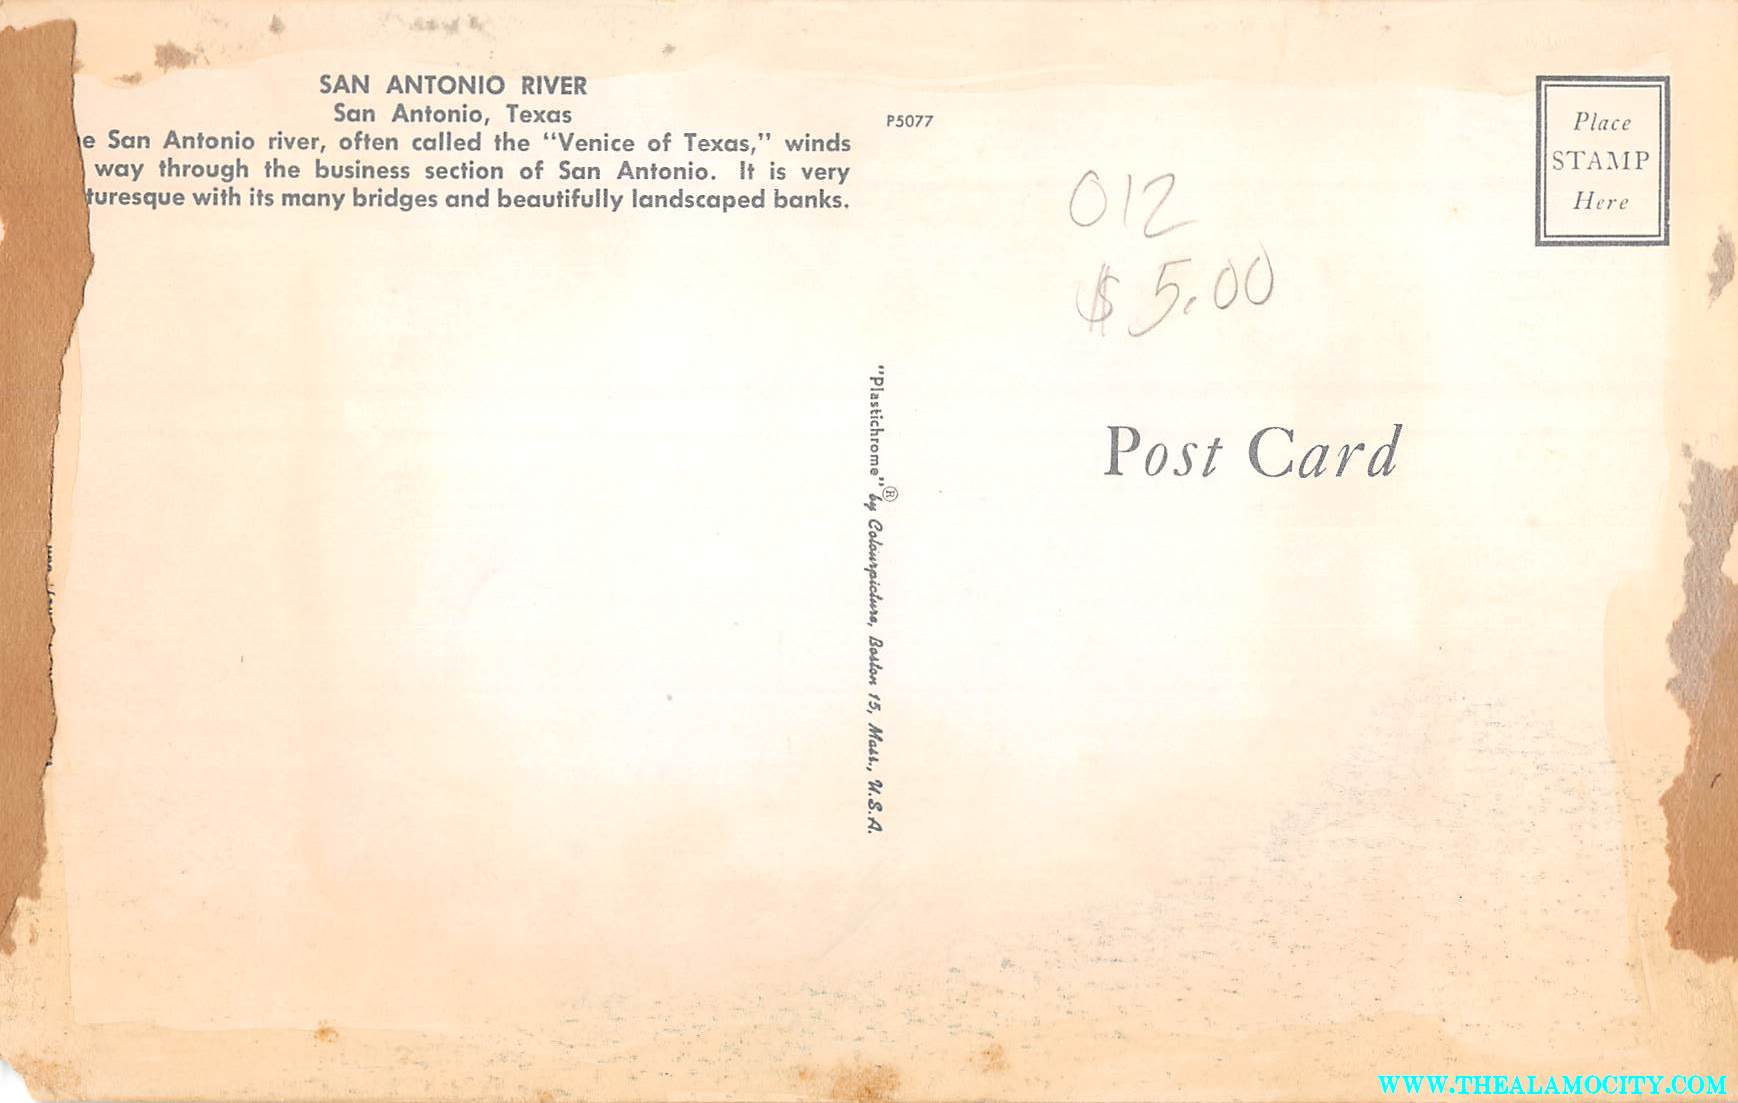 SAN ANTONIO RIVER
San Antonio, Texas
e San Antonio river, often called the "Venice of Texas," winds
way through the business section of San Antonio. It is very
turesque with its many bridges and beautifully landscaped banks.
P5077
Place
STAMP
Here
012
$ 5.00
Post Card
"Plastichrome"® by Colourpicture, Boston 15, Mass., U.S.A.
WWW.THEALAMOCITY.COM